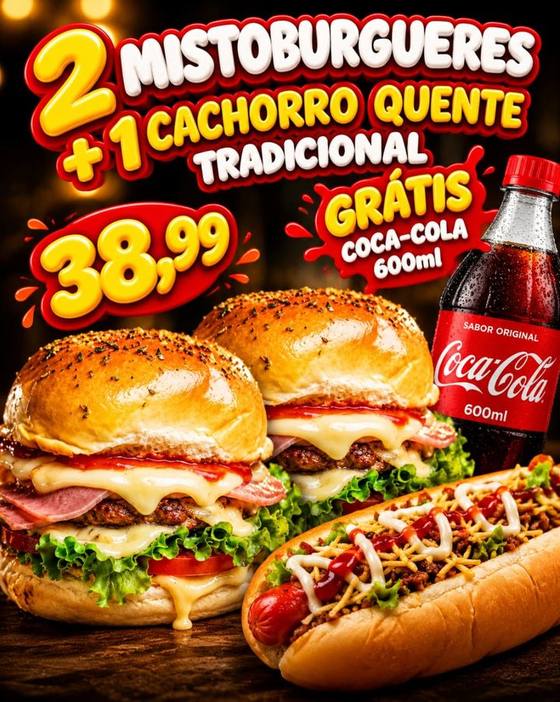 2 MISTOBURGUERES
+1 CACHORRO QUENTE
TRADICIONAL
GRÁTIS
COCA-COLA
600ml
38,99
SABOR ORIGINAL
Coca-Cola
600ml